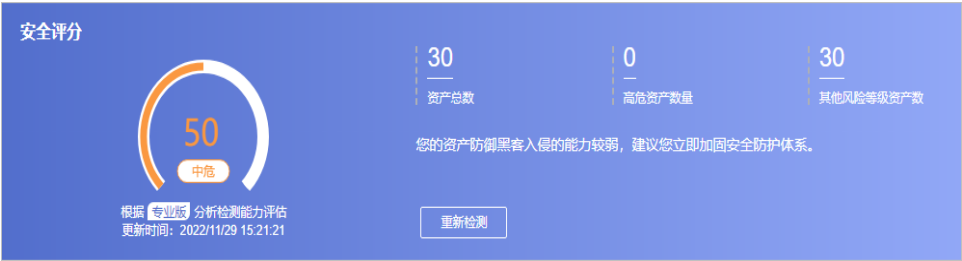 安全评分
50
中危
根据 专业版 分析检测能力评估
更新时间：2022/11/29 15:21:21
30
资产总数
0
高危资产数量
30
其他风险等级资产数
您的资产防御黑客入侵的能力较弱，建议您立即加固安全防护体系。
重新检测